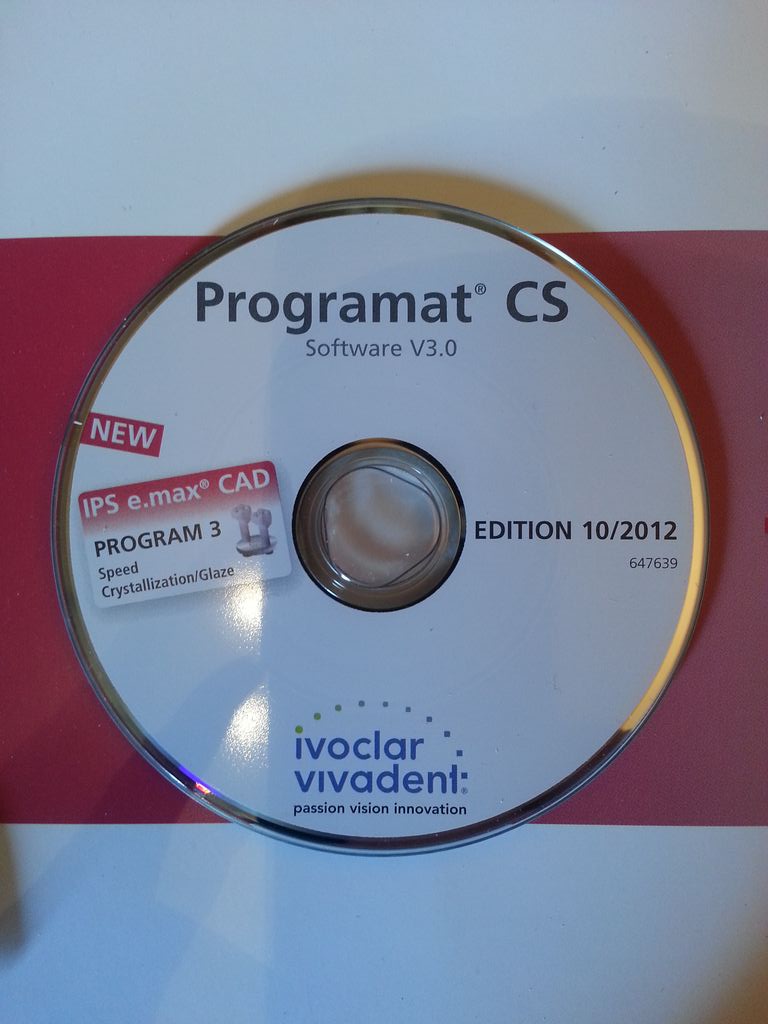 Programat® CS
Software V3.0
NEW
IPS e.max® CAD
PROGRAM 3
Speed
Crystallization/Glaze
EDITION 10/2012
647639
ivoclar
vivadent:®
passion vision innovation